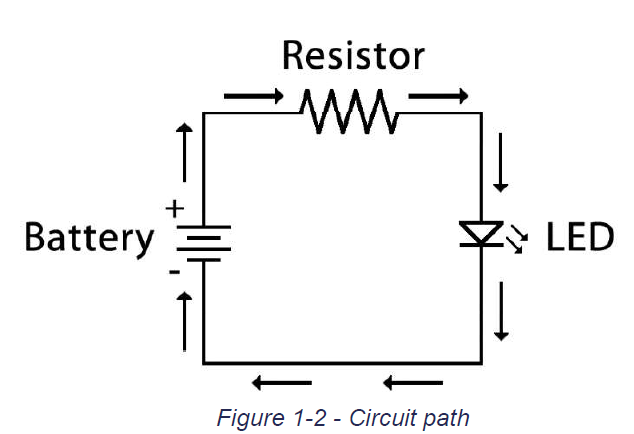 Resistor
+
Battery
LED
-
Figure 1-2 - Circuit path